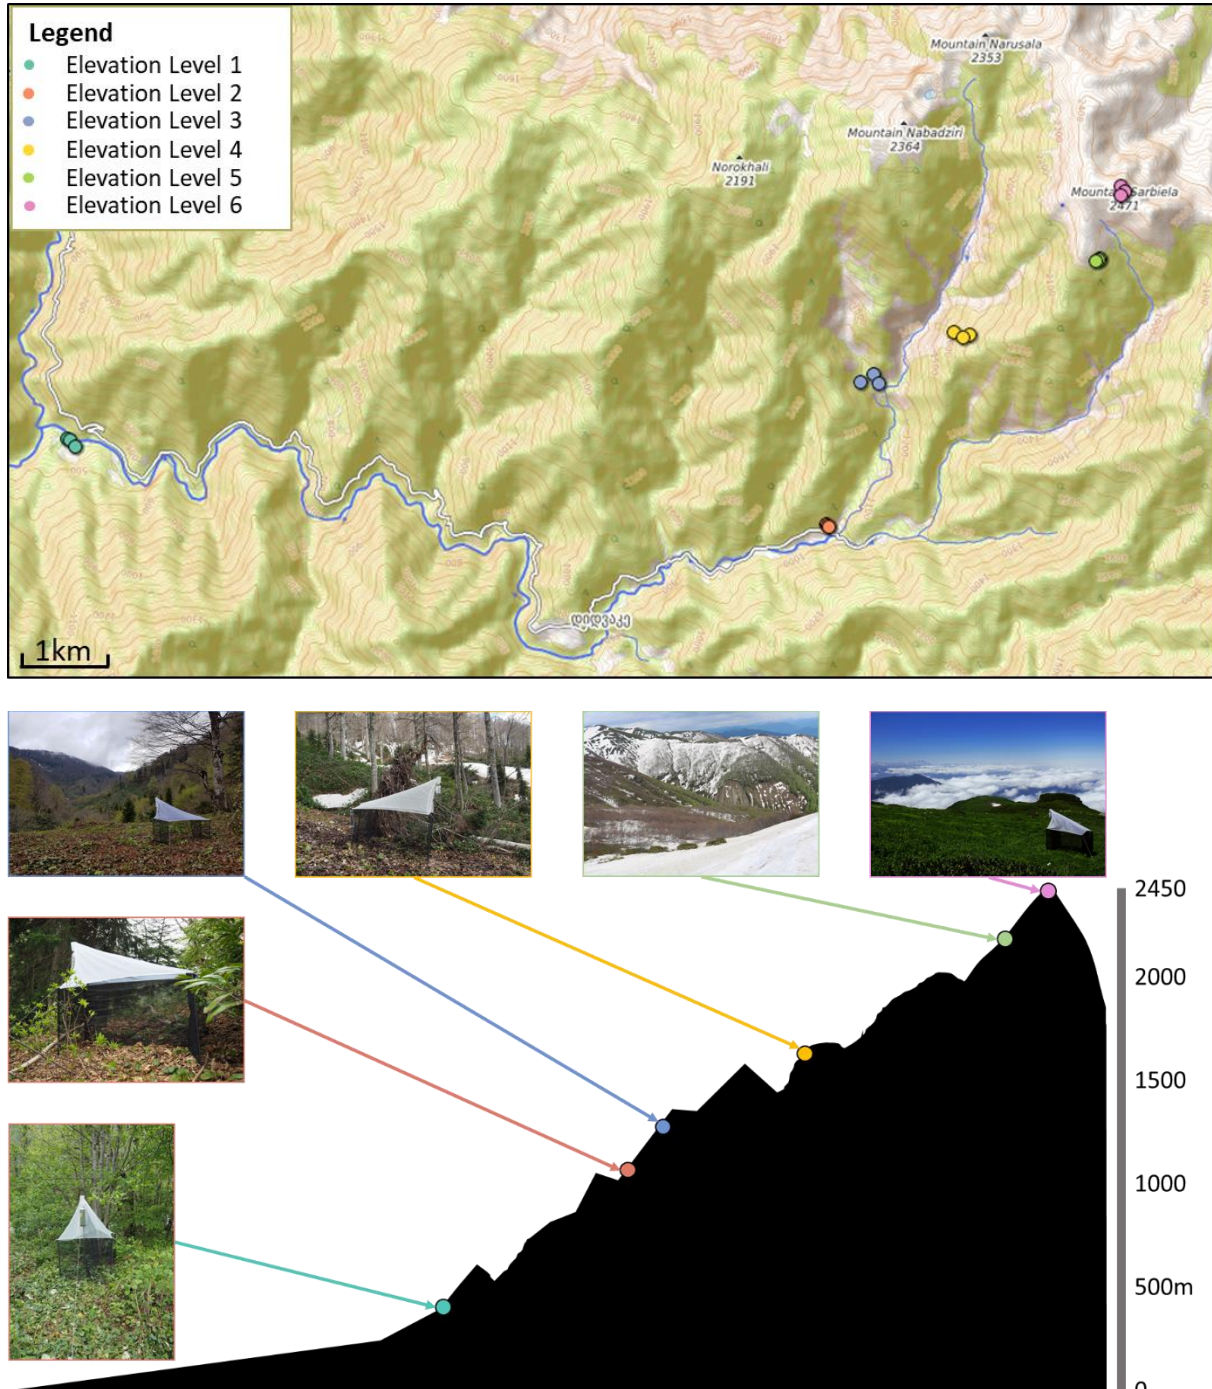 Legend
Elevation Level 1
Elevation Level 2
Elevation Level 3
Elevation Level 4
Elevation Level 5
Elevation Level 6
Mountain Narusala
2353
Mountain Nabadziri
2364
Norokhali
2191
Sarbiela
2471
დიდვაკე
1km
2450
2000
1500
1000
500m
0